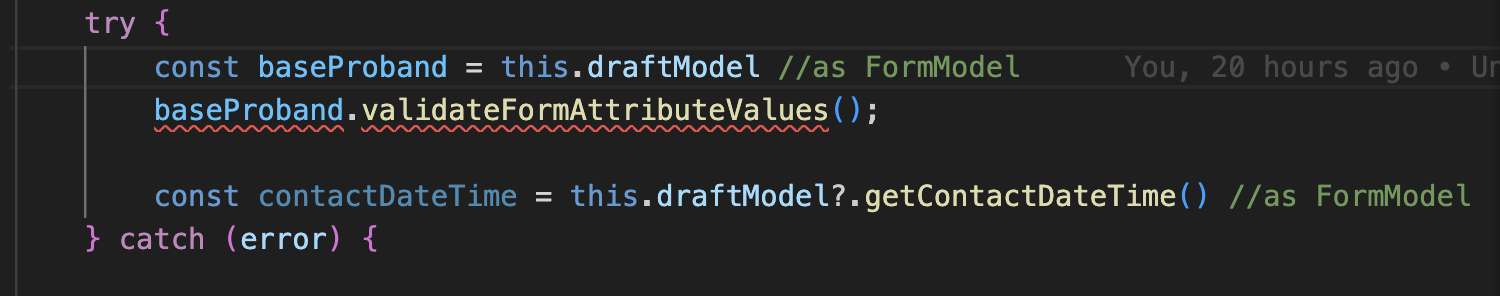 try {
const baseProband = this.draftModel //as FormModel You, 20 hours ago • Un
baseProband.validateFormAttributeValues();
const contactDateTime = this.draftModel?.getContactDateTime() //as FormModel
} catch (error) {